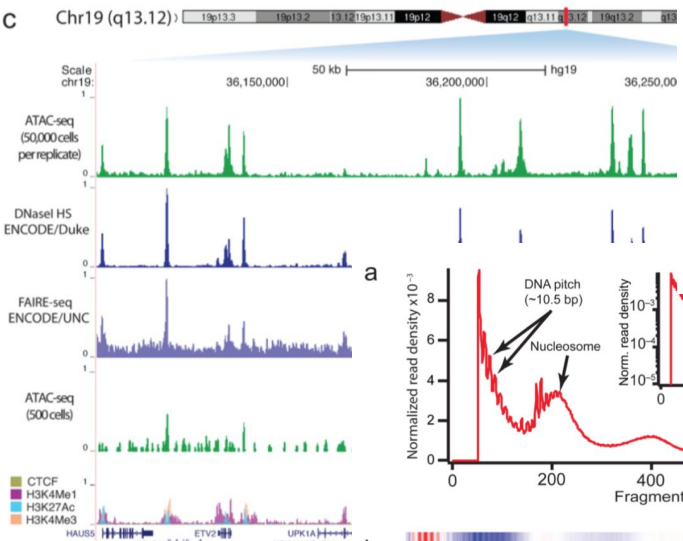 c
Chr19 (q13.12)
19p13.3 19p13.2 13.12 19p13.11 19p12 19q12 q13.11 q13.12 19q13.2 q13
Scale 50 kb hg19
chr19: 36,150,000 36,200,000 36,250,00
1
ATAC-seq
(50,000 cells
per replicate)
0
1
DNaseI HS
ENCODE/Duke
0
1
FAIRE-seq
ENCODE/UNC
0
1
ATAC-seq
(500 cells)
0
CTCF
H3K4Me1
H3K27Ac
H3K4Me3
1
0
HAUS5 ETV2 UPK1A
a
Normalized read density x10⁻³
8
6
4
2
0
0 200 400
Fragment
DNA pitch
(~10.5 bp)
Nucleosome
Norm. read density
10⁻³
10⁻⁴
10⁻⁵
0